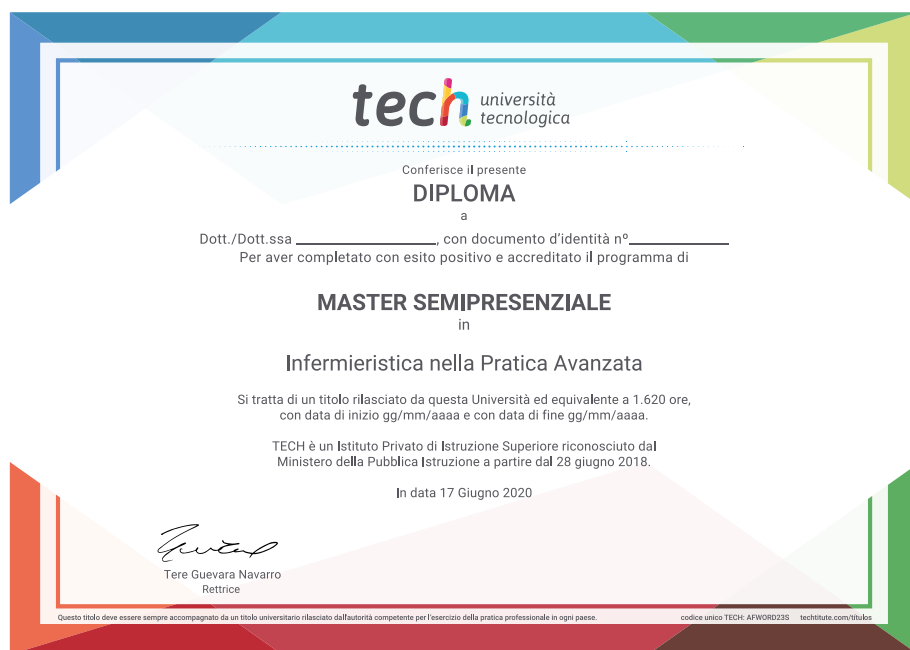 tech università
tecnologica
Conferisce il presente
DIPLOMA
a
Dott./Dott.ssa ____________________, con documento d'identità nº______________
Per aver completato con esito positivo e accreditato il programma di
MASTER SEMIPRESENZIALE
in
Infermieristica nella Pratica Avanzata
Si tratta di un titolo rilasciato da questa Università ed equivalente a 1.620 ore,
con data di inizio gg/mm/aaaa e con data di fine gg/mm/aaaa.
TECH è un Istituto Privato di Istruzione Superiore riconosciuto dal
Ministero della Pubblica Istruzione a partire dal 28 giugno 2018.
In data 17 Giugno 2020
Tere Guevara Navarro
Rettrice
Questo titolo deve essere sempre accompagnato da un titolo universitario rilasciato dall'autorità competente per l'esercizio della pratica professionale in ogni paese. codice unico TECH: AFWORD23S techtitute.com/titulos